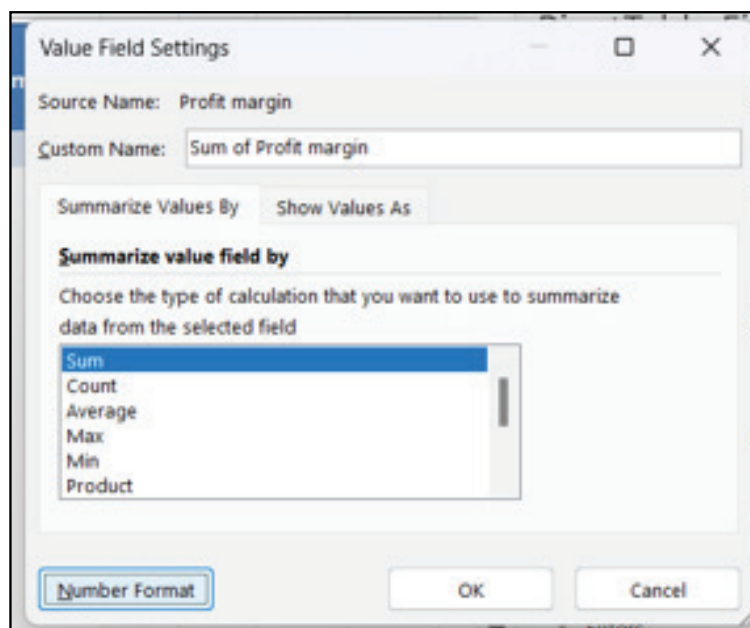 Value Field Settings
Source Name: Profit margin
Custom Name: Sum of Profit margin
Summarize Values By Show Values As
Summarize value field by
Choose the type of calculation that you want to use to summarize
data from the selected field
Sum
Count
Average
Max
Min
Product
Number Format OK Cancel